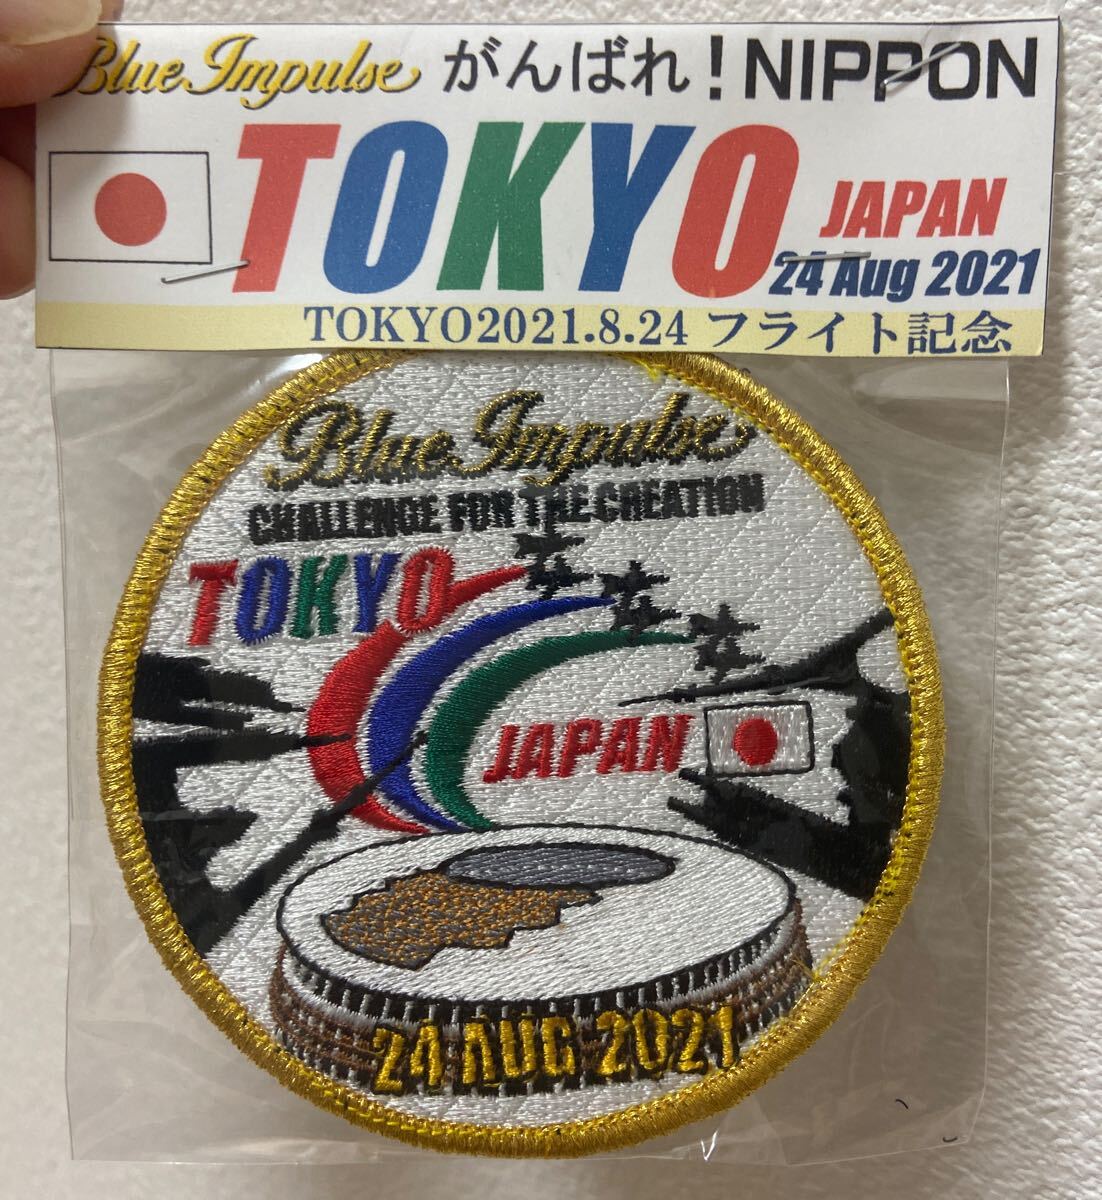 Blue Impulse がんばれ！NIPPON
TOKYO
JAPAN
24 Aug 2021
TOKYO2021.8.24 フライト記念
Blue Impulse
CHALLENGE FOR THE CREATION
TOKYO
JAPAN
24 AUG 2021